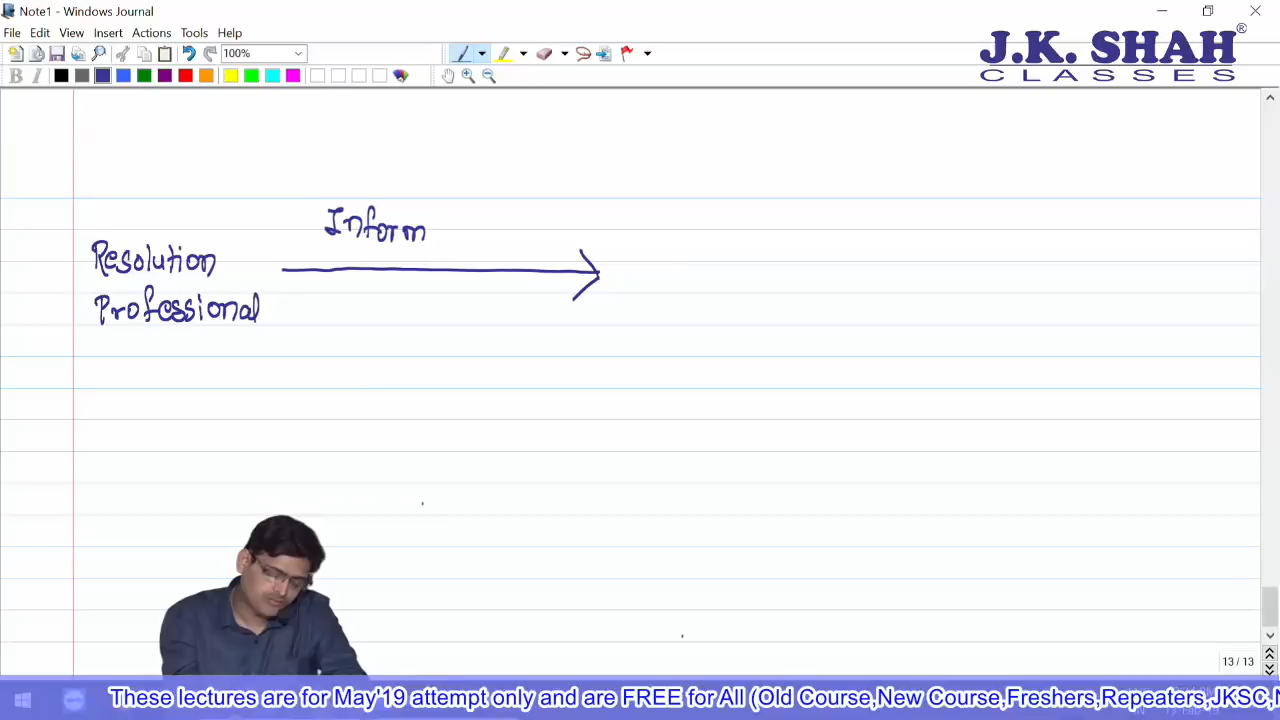 Note1 - Windows Journal
File Edit View Insert Actions Tools Help
100%
B I
J.K. SHAH®
CLASSES
Inform
Resolution
Professional
13 / 13
These lectures are for May'19 attempt only and are FREE for All (Old Course,New Course,Freshers,Repeaters,JKSC,